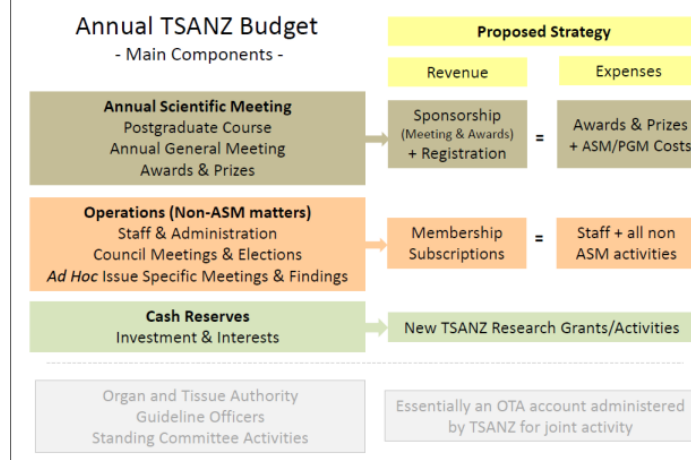 Annual TSANZ Budget
- Main Components -
Proposed Strategy
Revenue
Expenses
Annual Scientific Meeting
Postgraduate Course
Annual General Meeting
Awards & Prizes
Sponsorship
(Meeting & Awards)
+ Registration
=
Awards & Prizes
+ ASM/PGM Costs
Operations (Non-ASM matters)
Staff & Administration
Council Meetings & Elections
Ad Hoc Issue Specific Meetings & Findings
Membership
Subscriptions
=
Staff + all non
ASM activities
Cash Reserves
Investment & Interests
New TSANZ Research Grants/Activities
Organ and Tissue Authority
Guideline Officers
Standing Committee Activities
Essentially an OTA account administered
by TSANZ for joint activity